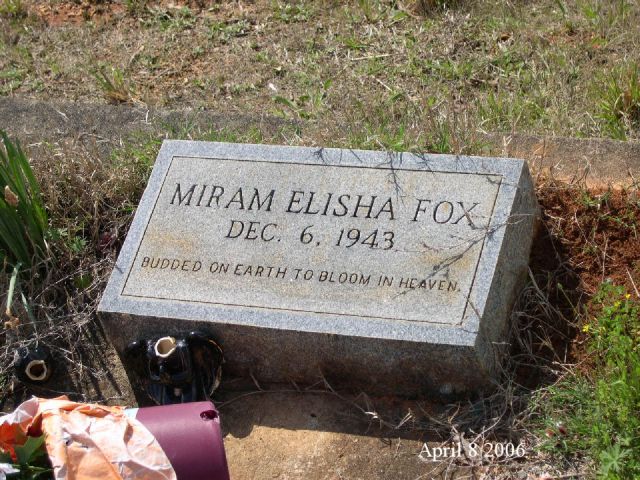 MIRAM ELISHA FOX
DEC. 6, 1943
BUDDED ON EARTH TO BLOOM IN HEAVEN.
April 8 2006